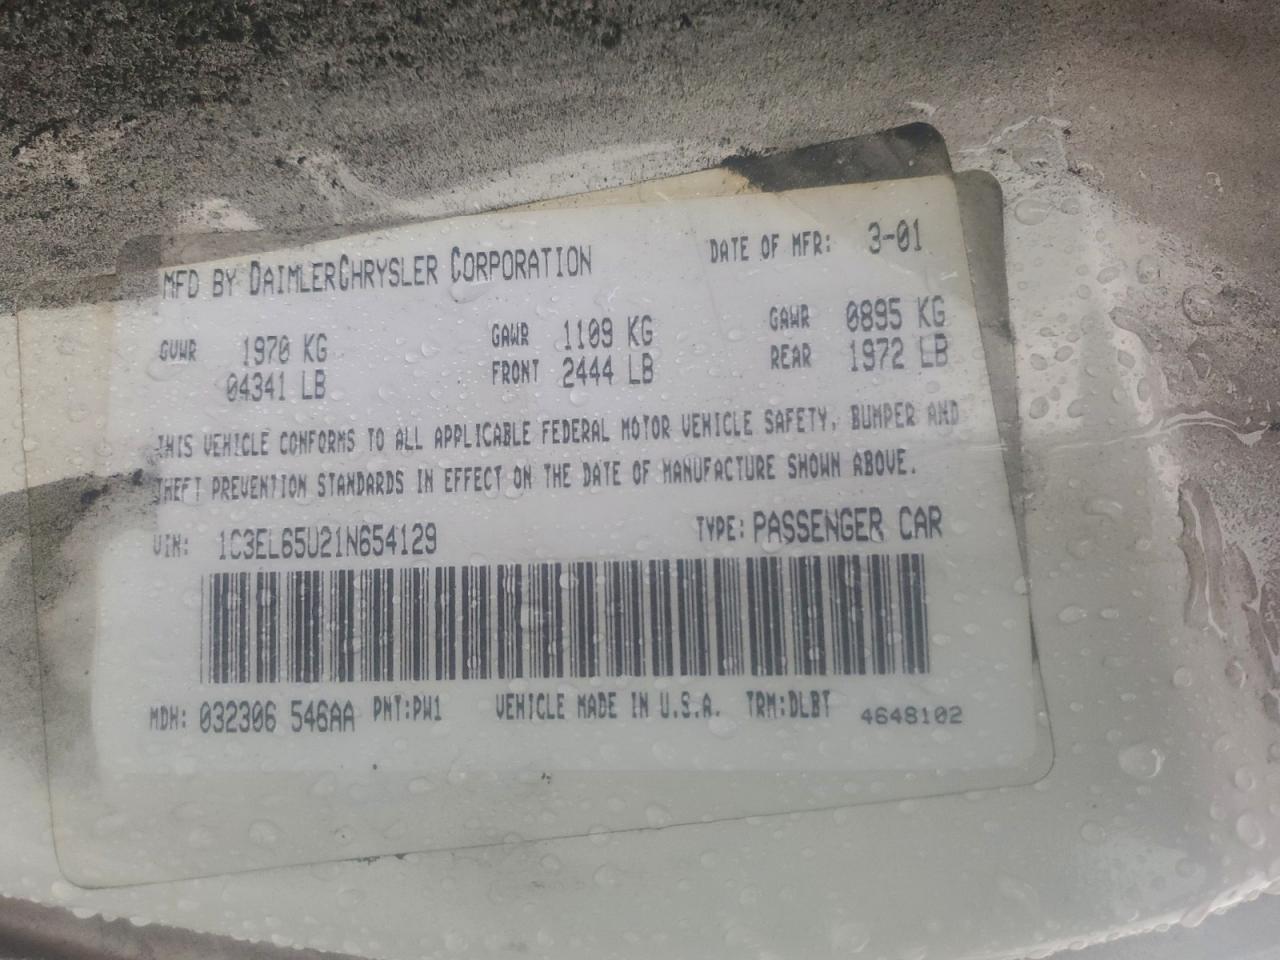 MFD BY DAIMLERCHRYSLER CORPORATION DATE OF MFR: 3-01
GVWR 1970 KG GAWR 1109 KG GAWR 0895 KG
04341 LB FRONT 2444 LB REAR 1972 LB
THIS VEHICLE CONFORMS TO ALL APPLICABLE FEDERAL MOTOR VEHICLE SAFETY, BUMPER AND
THEFT PREVENTION STANDARDS IN EFFECT ON THE DATE OF MANUFACTURE SHOWN ABOVE.
VIN: 1C3EL65U21N654129 TYPE: PASSENGER CAR
MDH: 032306 546AA PNT:PW1 VEHICLE MADE IN U.S.A. TRM:DLBT 4648102